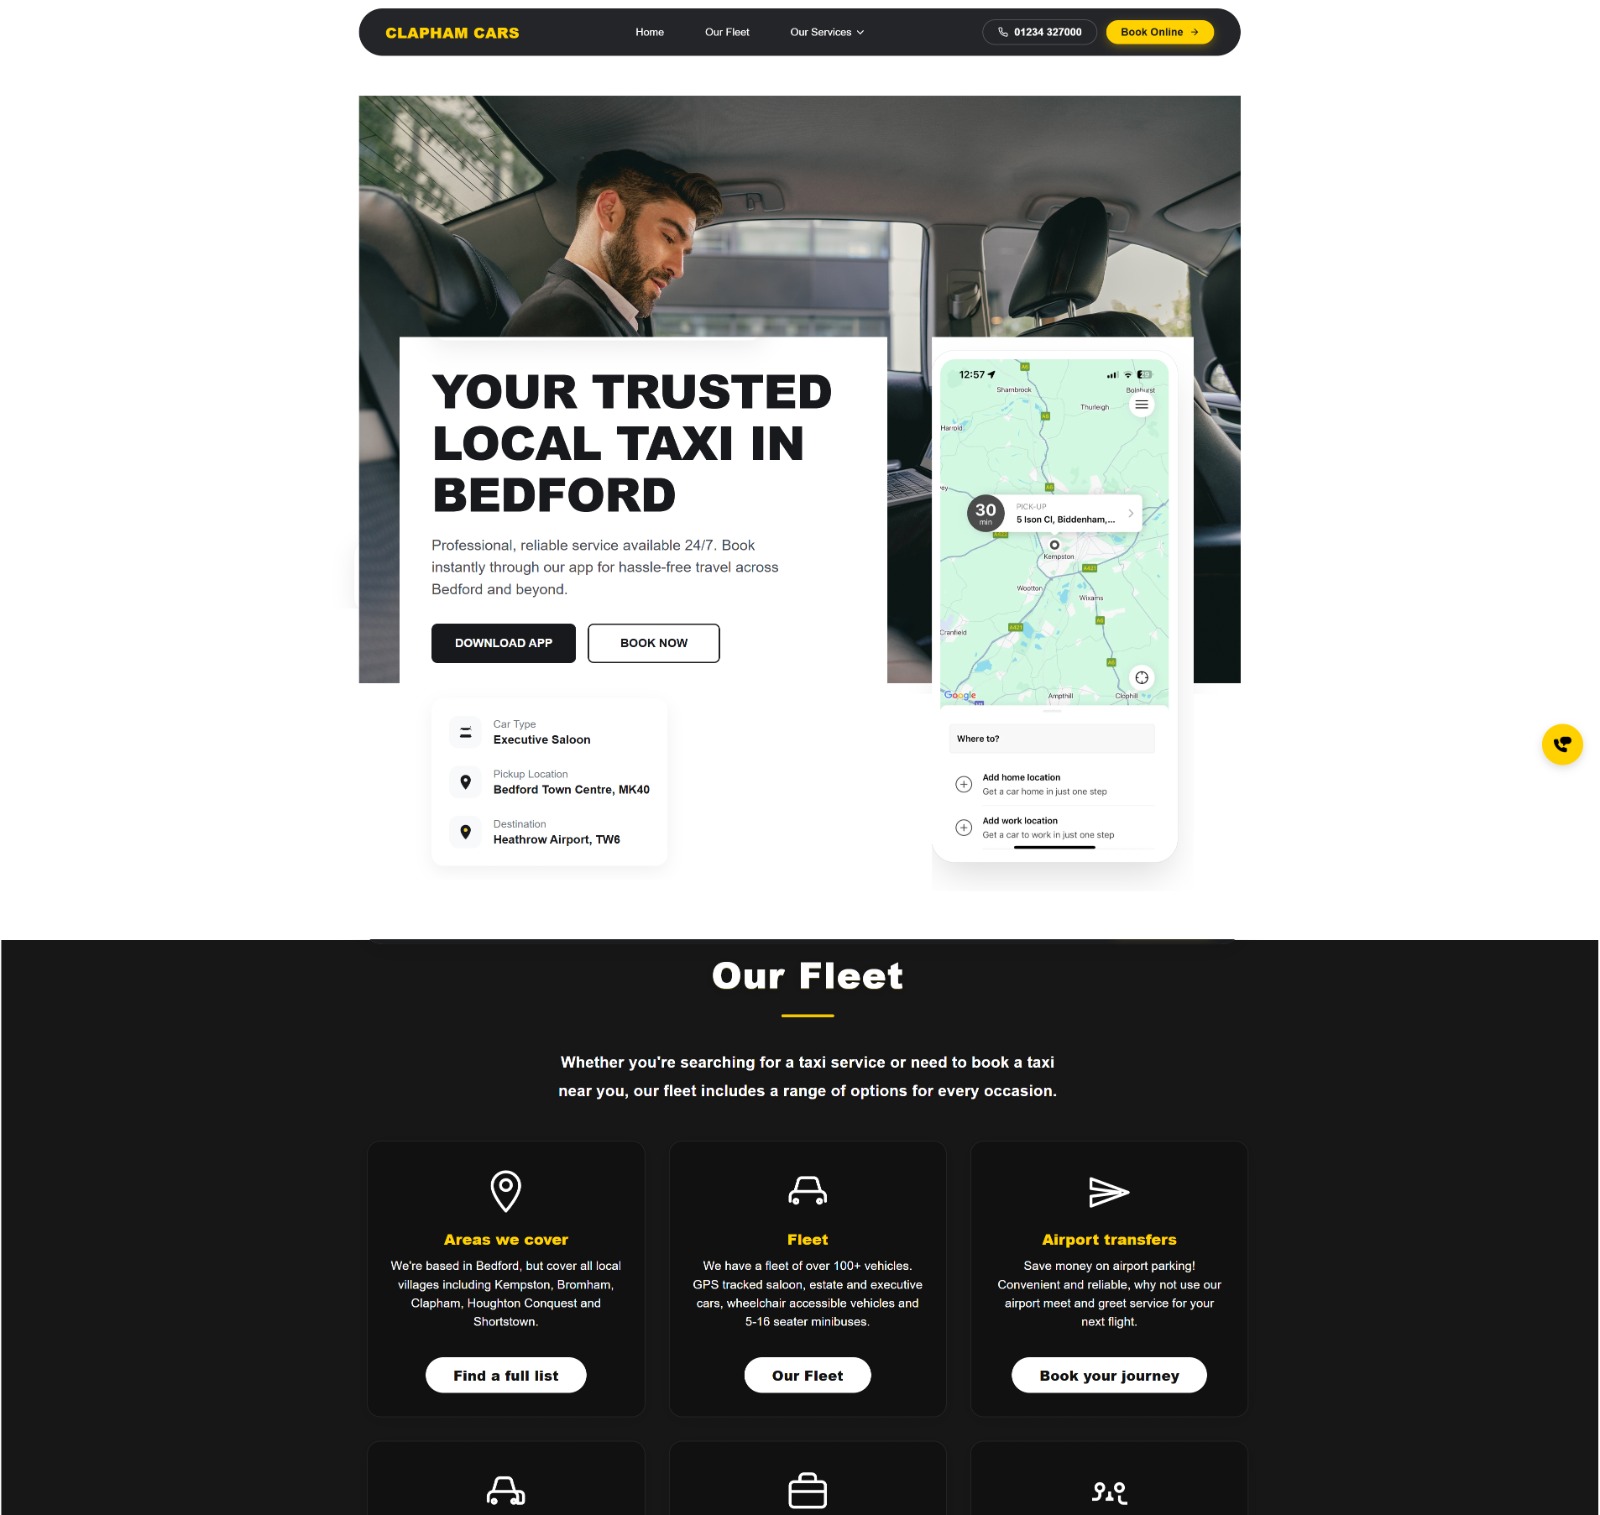 CLAPHAM CARS
Home
Our Fleet
Our Services
01234 327000
Book Online
YOUR TRUSTED
LOCAL TAXI IN
BEDFORD
Professional, reliable service available 24/7. Book
instantly through our app for hassle-free travel across
Bedford and beyond.
DOWNLOAD APP
BOOK NOW
Car Type
Executive Saloon
Pickup Location
Bedford Town Centre, MK40
Destination
Heathrow Airport, TW6
12:57
A6
Sharnbrook
Bolnhurst
Thurleigh
A6
Harrold
A6
30
min
PICK-UP
5 Ison Cl, Biddenham,...
Kempston
A421
Wootton
Wixams
A6
A421
Cranfield
A6
Google
Ampthill
Clophill
Where to?
Add home location
Get a car home in just one step
Add work location
Get a car to work in just one step
Our Fleet
Whether you're searching for a taxi service or need to book a taxi
near you, our fleet includes a range of options for every occasion.
Areas we cover
We're based in Bedford, but cover all local
villages including Kempston, Bromham,
Clapham, Houghton Conquest and
Shortstown.
Find a full list
Fleet
We have a fleet of over 100+ vehicles.
GPS tracked saloon, estate and executive
cars, wheelchair accessible vehicles and
5-16 seater minibuses.
Our Fleet
Airport transfers
Save money on airport parking!
Convenient and reliable, why not use our
airport meet and greet service for your
next flight.
Book your journey